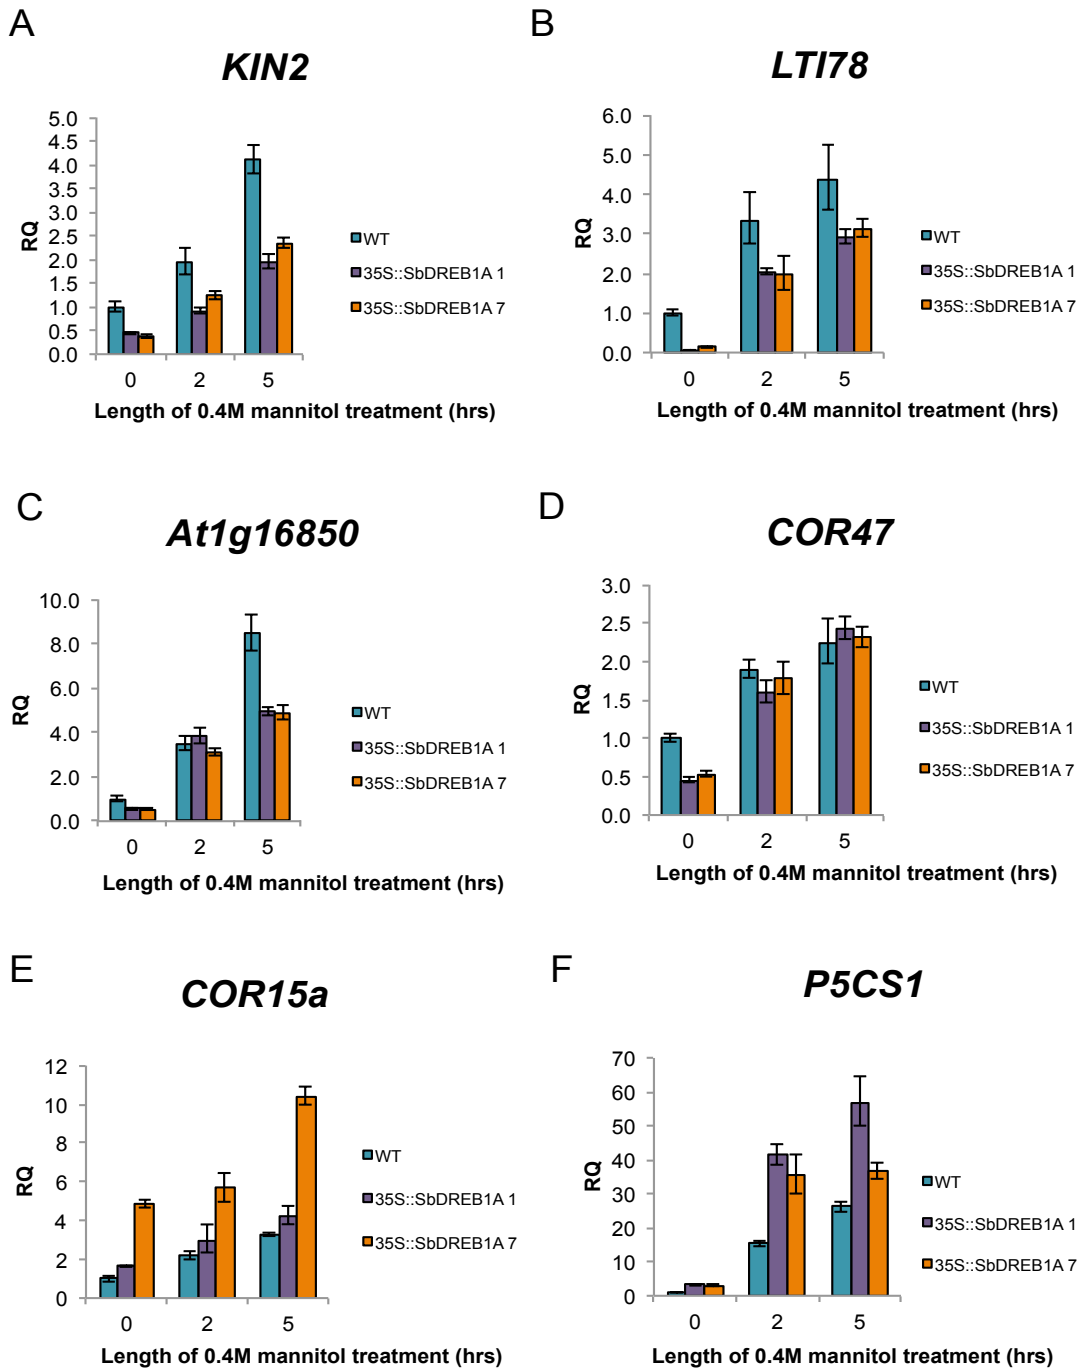 A
KIN2
5.0
4.5
4.0
3.5
3.0
2.5
2.0
1.5
1.0
0.5
0.0
RQ
0 2 5
Length of 0.4M mannitol treatment (hrs)
WT
35S::SbDREB1A 1
35S::SbDREB1A 7
B
LTI78
6.0
5.0
4.0
3.0
2.0
1.0
0.0
RQ
0 2 5
Length of 0.4M mannitol treatment (hrs)
WT
35S::SbDREB1A 1
35S::SbDREB1A 7
C
At1g16850
10.0
8.0
6.0
4.0
2.0
0.0
RQ
0 2 5
Length of 0.4M mannitol treatment (hrs)
WT
35S::SbDREB1A 1
35S::SbDREB1A 7
D
COR47
3.0
2.5
2.0
1.5
1.0
0.5
0.0
RQ
0 2 5
Length of 0.4M mannitol treatment (hrs)
WT
35S::SbDREB1A 1
35S::SbDREB1A 7
E
COR15a
12
10
8
6
4
2
0
RQ
0 2 5
Length of 0.4M mannitol treatment (hrs)
WT
35S::SbDREB1A 1
35S::SbDREB1A 7
F
P5CS1
70
60
50
40
30
20
10
0
RQ
0 2 5
Length of 0.4M mannitol treatment (hrs)
WT
35S::SbDREB1A 1
35S::SbDREB1A 7